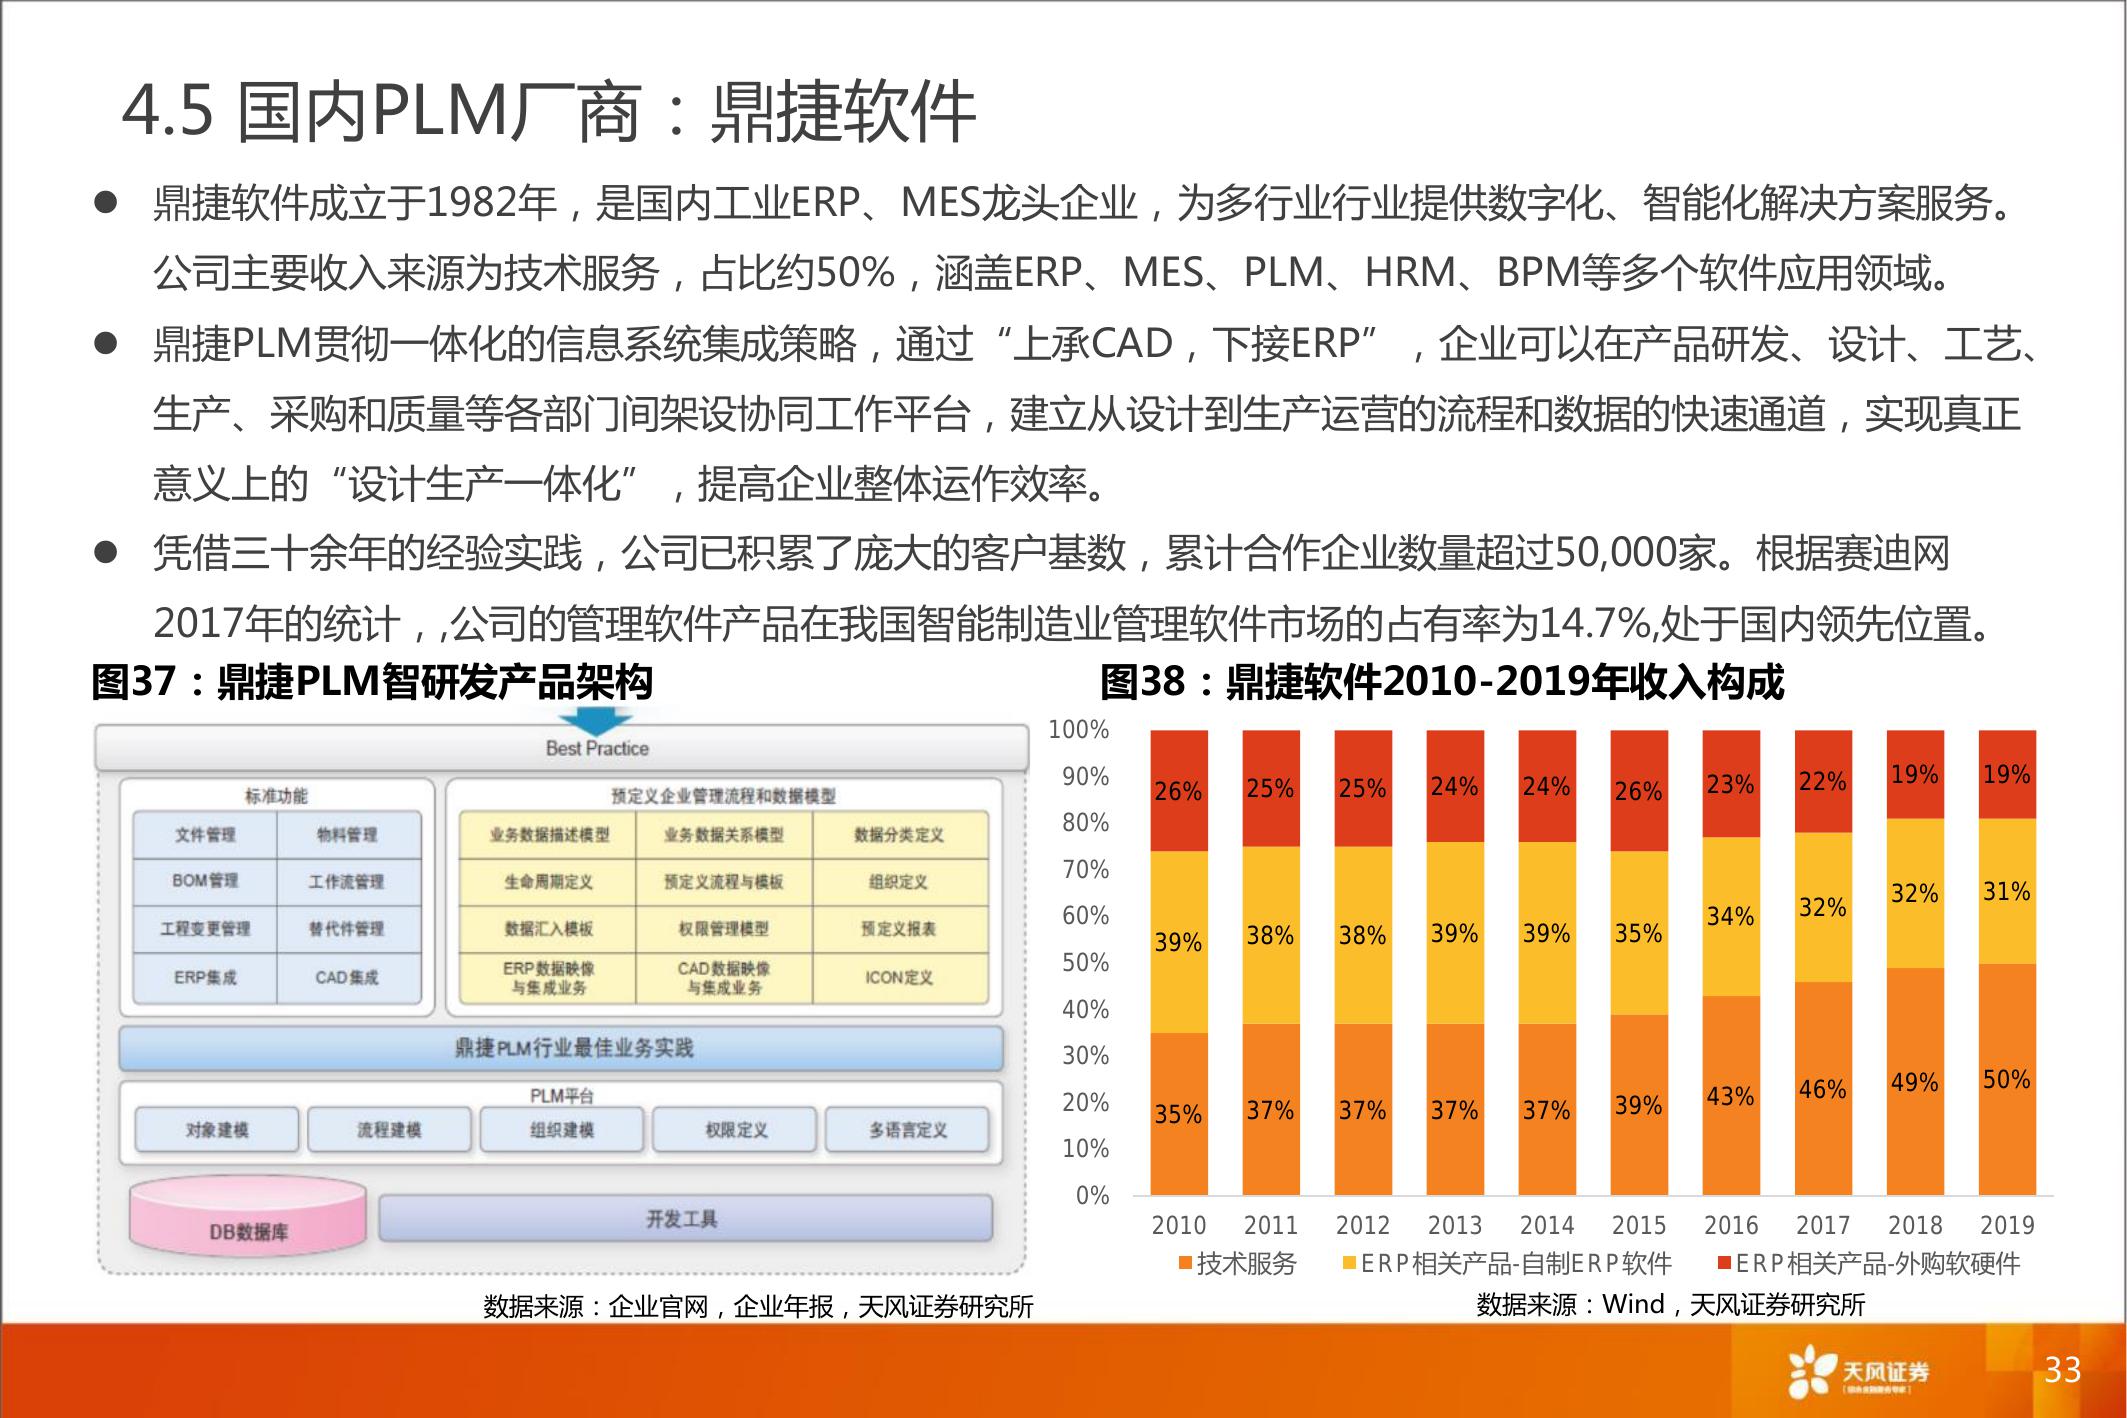 4.5 国内PLM厂商：鼎捷软件
● 鼎捷软件成立于1982年，是国内工业ERP、MES龙头企业，为多行业行业提供数字化、智能化解决方案服务。
公司主要收入来源为技术服务，占比约50%，涵盖ERP、MES、PLM、HRM、BPM等多个软件应用领域。
● 鼎捷PLM贯彻一体化的信息系统集成策略，通过“上承CAD，下接ERP”，企业可以在产品研发、设计、工艺、
生产、采购和质量等各部门间架设协同工作平台，建立从设计到生产运营的流程和数据的快速通道，实现真正
意义上的“设计生产一体化”，提高企业整体运作效率。
● 凭借三十余年的经验实践，公司已积累了庞大的客户基数，累计合作企业数量超过50,000家。根据赛迪网
2017年的统计，,公司的管理软件产品在我国智能制造业管理软件市场的占有率为14.7%,处于国内领先位置。
图37：鼎捷PLM智研发产品架构
Best Practice
标准功能
文件管理 物料管理
BOM管理 工作流管理
工程变更管理 替代件管理
ERP集成 CAD集成
预定义企业管理流程和数据模型
业务数据描述模型 业务数据关系模型 数据分类定义
生命周期定义 预定义流程与模板 组织定义
数据汇入模板 权限管理模型 预定义报表
ERP数据映像 CAD数据映像 ICON定义
与集成业务 与集成业务
鼎捷PLM行业最佳业务实践
PLM平台
对象建模 流程建模 组织建模 权限定义 多语言定义
DB数据库 开发工具
数据来源：企业官网，企业年报，天风证券研究所
图38：鼎捷软件2010-2019年收入构成
100%
90%
80%
70%
60%
50%
40%
30%
20%
10%
0%
26% 25% 25% 24% 24% 26% 23% 22% 19% 19%
39% 38% 38% 39% 39% 35% 34% 32% 32% 31%
35% 37% 37% 37% 37% 39% 43% 46% 49% 50%
2010 2011 2012 2013 2014 2015 2016 2017 2018 2019
技术服务 ERP相关产品-自制ERP软件 ERP相关产品-外购软硬件
数据来源：Wind，天风证券研究所
天风证券
33